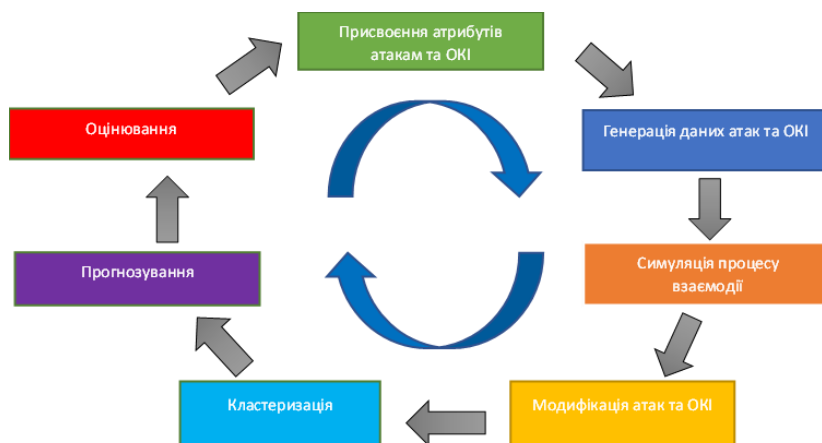 Присвоєння атрибутів
атакам та ОКІ
Генерація даних атак та ОКІ
Симуляція процесу
взаємодії
Модифікація атак та ОКІ
Кластеризація
Прогнозування
Оцінювання